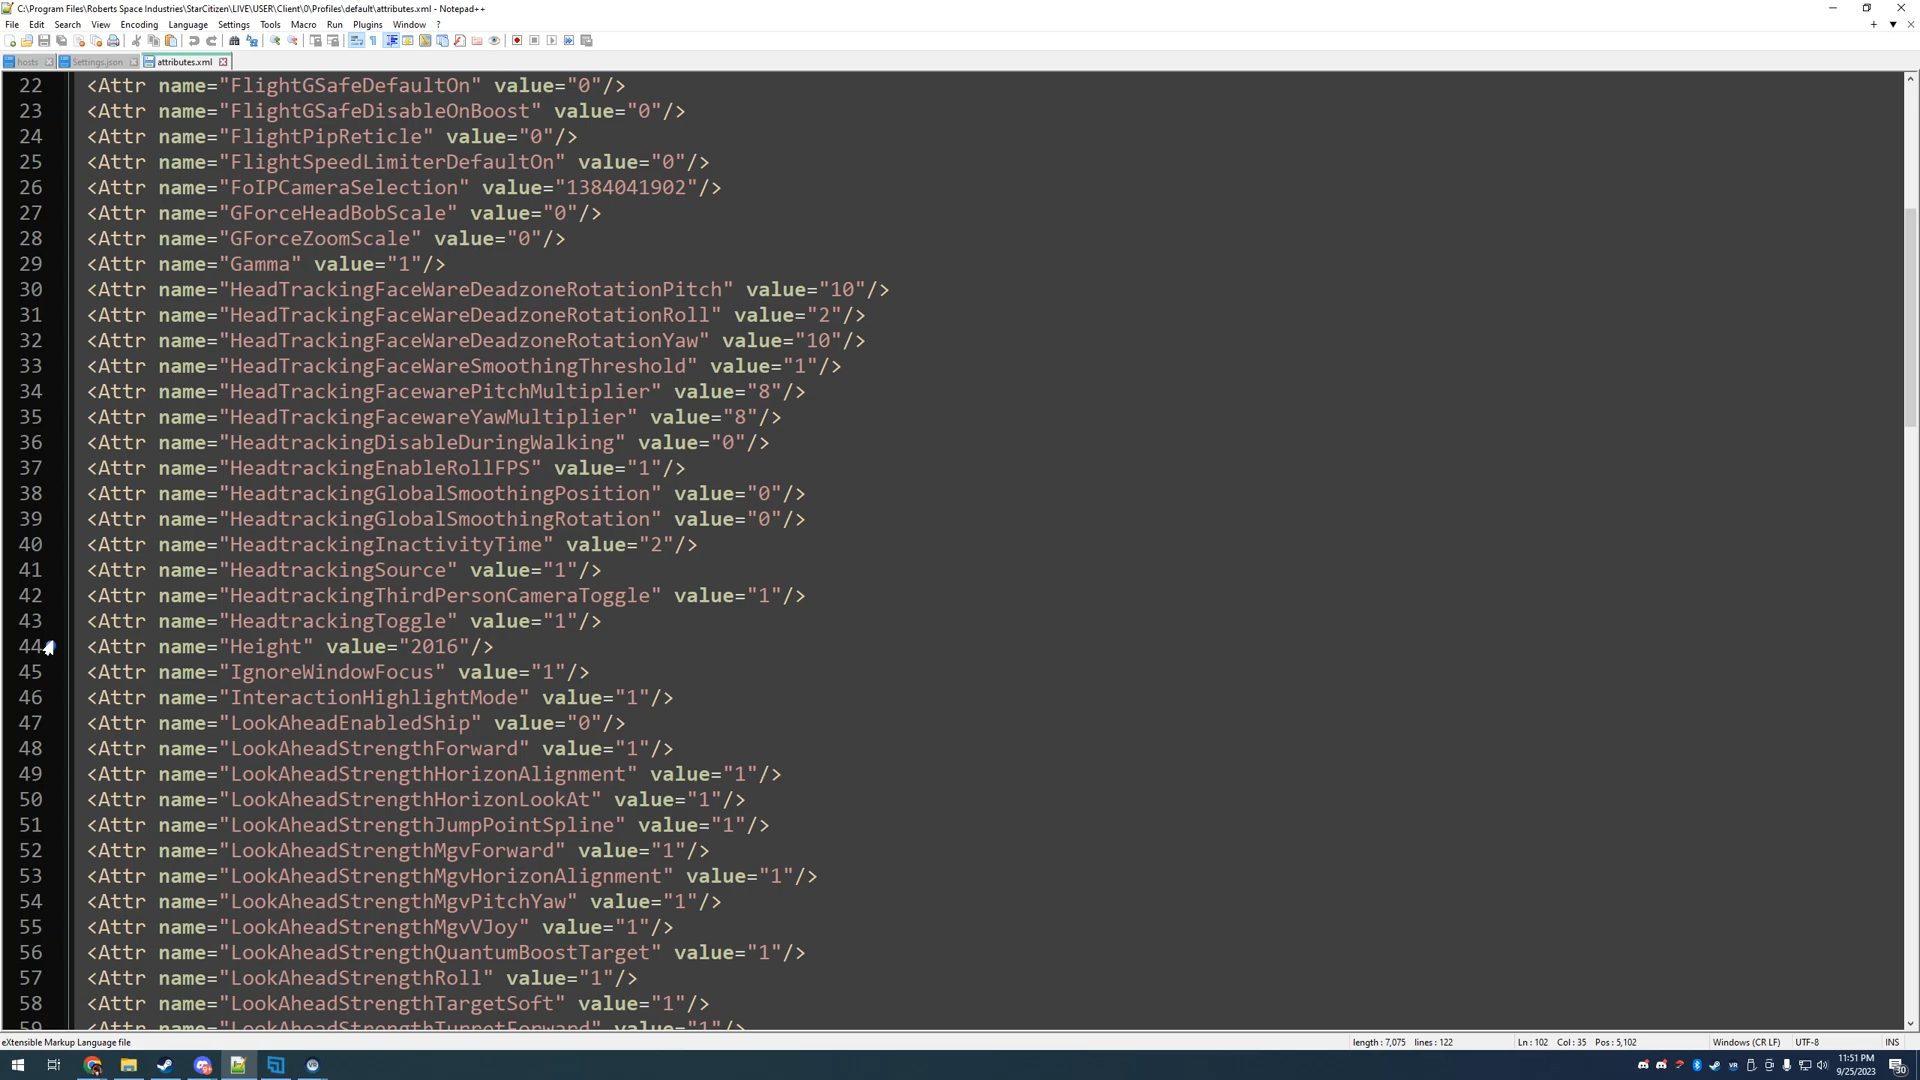 C:\Program Files\Roberts Space Industries\StarCitizen\LIVE\USER\Client\0\Profiles\default\attributes.xml - Notepad++
File Edit Search View Encoding Language Settings Tools Macro Run Plugins Window ?
hosts Settings.json attributes.xml
22 <Attr name="FlightGSafeDefaultOn" value="0"/>
23 <Attr name="FlightGSafeDisableOnBoost" value="0"/>
24 <Attr name="FlightPipReticle" value="0"/>
25 <Attr name="FlightSpeedLimiterDefaultOn" value="0"/>
26 <Attr name="FoIPCameraSelection" value="1384041902"/>
27 <Attr name="GForceHeadBobScale" value="0"/>
28 <Attr name="GForceZoomScale" value="0"/>
29 <Attr name="Gamma" value="1"/>
30 <Attr name="HeadTrackingFaceWareDeadzoneRotationPitch" value="10"/>
31 <Attr name="HeadTrackingFaceWareDeadzoneRotationRoll" value="2"/>
32 <Attr name="HeadTrackingFaceWareDeadzoneRotationYaw" value="10"/>
33 <Attr name="HeadTrackingFaceWareSmoothingThreshold" value="1"/>
34 <Attr name="HeadTrackingFacewarePitchMultiplier" value="8"/>
35 <Attr name="HeadTrackingFacewareYawMultiplier" value="8"/>
36 <Attr name="HeadtrackingDisableDuringWalking" value="0"/>
37 <Attr name="HeadtrackingEnableRollFPS" value="1"/>
38 <Attr name="HeadtrackingGlobalSmoothingPosition" value="0"/>
39 <Attr name="HeadtrackingGlobalSmoothingRotation" value="0"/>
40 <Attr name="HeadtrackingInactivityTime" value="2"/>
41 <Attr name="HeadtrackingSource" value="1"/>
42 <Attr name="HeadtrackingThirdPersonCameraToggle" value="1"/>
43 <Attr name="HeadtrackingToggle" value="1"/>
44 <Attr name="Height" value="2016"/>
45 <Attr name="IgnoreWindowFocus" value="1"/>
46 <Attr name="InteractionHighlightMode" value="1"/>
47 <Attr name="LookAheadEnabledShip" value="0"/>
48 <Attr name="LookAheadStrengthForward" value="1"/>
49 <Attr name="LookAheadStrengthHorizonAlignment" value="1"/>
50 <Attr name="LookAheadStrengthHorizonLookAt" value="1"/>
51 <Attr name="LookAheadStrengthJumpPointSpline" value="1"/>
52 <Attr name="LookAheadStrengthMgvForward" value="1"/>
53 <Attr name="LookAheadStrengthMgvHorizonAlignment" value="1"/>
54 <Attr name="LookAheadStrengthMgvPitchYaw" value="1"/>
55 <Attr name="LookAheadStrengthMgvVJoy" value="1"/>
56 <Attr name="LookAheadStrengthQuantumBoostTarget" value="1"/>
57 <Attr name="LookAheadStrengthRoll" value="1"/>
58 <Attr name="LookAheadStrengthTargetSoft" value="1"/>
59 <Attr name="LookAheadStrengthTurretForward" value="1"/>
eXtensible Markup Language file length : 7,075 lines : 122 Ln : 102 Col : 35 Pos : 5,102 Windows (CR LF) UTF-8 INS
11:51 PM
9/25/2023
30